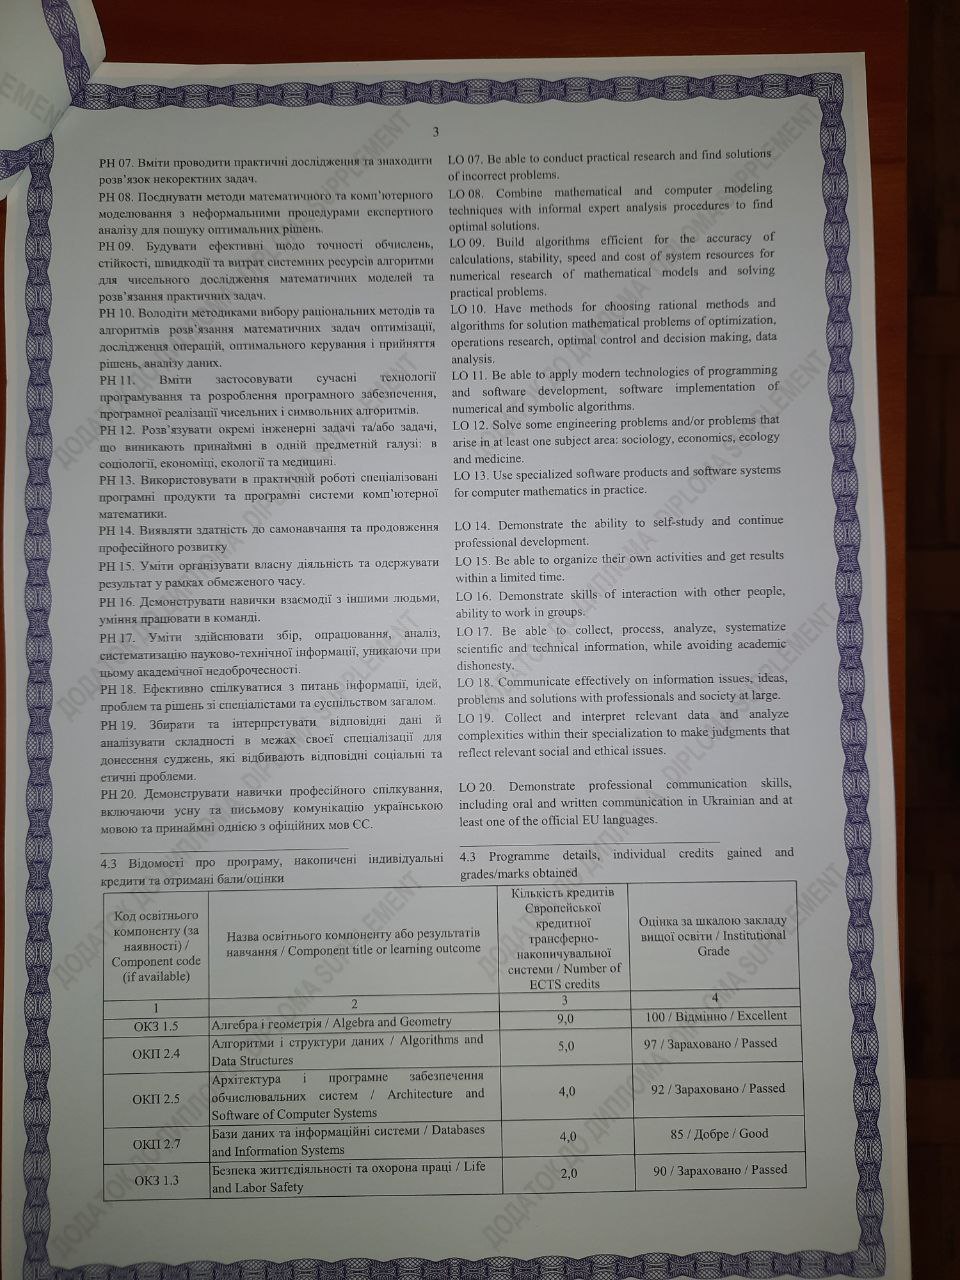 3
РН 07. Вміти проводити практичні дослідження та знаходити
розв’язок некоректних задач.
РН 08. Поєднувати методи математичного та комп’ютерного
моделювання з неформальними процедурами експертного
аналізу для пошуку оптимальних рішень.
РН 09. Будувати ефективні щодо точності обчислень,
стійкості, швидкодії та витрат системних ресурсів алгоритми
для чисельного дослідження математичних моделей та
розв’язання практичних задач.
РН 10. Володіти методиками вибору раціональних методів та
алгоритмів розв’язання математичних задач оптимізації,
дослідження операцій, оптимального керування і прийняття
рішень, аналізу даних.
РН 11. Вміти застосовувати сучасні технології
програмування та розроблення програмного забезпечення,
програмної реалізації чисельних і символьних алгоритмів.
РН 12. Розв’язувати окремі інженерні задачі та/або задачі,
що виникають принаймні в одній предметній галузі: в
соціології, економіці, екології та медицині.
РН 13. Використовувати в практичній роботі спеціалізовані
програмні продукти та програмні системи комп’ютерної
математики.
РН 14. Виявляти здатність до самонавчання та продовження
професійного розвитку
РН 15. Уміти організувати власну діяльність та одержувати
результат у рамках обмеженого часу.
РН 16. Демонструвати навички взаємодії з іншими людьми,
уміння працювати в команді.
РН 17. Уміти здійснювати збір, опрацювання, аналіз,
систематизацію науково-технічної інформації, уникаючи при
цьому академічної недоброчесності.
РН 18. Ефективно спілкуватися з питань інформації, ідей,
проблем та рішень зі спеціалістами та суспільством загалом.
РН 19. Збирати та інтерпретувати відповідні дані й
аналізувати складності в межах своєї спеціалізації для
донесення суджень, які відбивають відповідні соціальні та
етичні проблеми.
РН 20. Демонструвати навички професійного спілкування,
включаючи усну та письмову комунікацію українською
мовою та принаймні однією з офіційних мов ЄС.
LO 07. Be able to conduct practical research and find solutions
of incorrect problems.
LO 08. Combine mathematical and computer modeling
techniques with informal expert analysis procedures to find
optimal solutions.
LO 09. Build algorithms efficient for the accuracy of
calculations, stability, speed and cost of system resources for
numerical research of mathematical models and solving
practical problems.
LO 10. Have methods for choosing rational methods and
algorithms for solution mathematical problems of optimization,
operations research, optimal control and decision making, data
analysis.
LO 11. Be able to apply modern technologies of programming
and software development, software implementation of
numerical and symbolic algorithms.
LO 12. Solve some engineering problems and/or problems that
arise in at least one subject area: sociology, economics, ecology
and medicine.
LO 13. Use specialized software products and software systems
for computer mathematics in practice.
LO 14. Demonstrate the ability to self-study and continue
professional development.
LO 15. Be able to organize their own activities and get results
within a limited time.
LO 16. Demonstrate skills of interaction with other people,
ability to work in groups.
LO 17. Be able to collect, process, analyze, systematize
scientific and technical information, while avoiding academic
dishonesty.
LO 18. Communicate effectively on information issues, ideas,
problems and solutions with professionals and society at large.
LO 19. Collect and interpret relevant data and analyze
complexities within their specialization to make judgments that
reflect relevant social and ethical issues.
LO 20. Demonstrate professional communication skills,
including oral and written communication in Ukrainian and at
least one of the official EU languages.
4.3 Відомості про програму, накопичені індивідуальні
кредити та отримані бали/оцінки
4.3 Programme details, individual credits gained and
grades/marks obtained
Код освітнього
компоненту (за
наявності) /
Component code
(if available)
Назва освітнього компоненту або результатів
навчання / Component title or learning outcome
Кількість кредитів
Європейської
кредитної
трансферно-
накопичувальної
системи / Number of
ECTS credits
Оцінка за шкалою закладу
вищої освіти / Institutional
Grade
1 2 3 4
ОКЗ 1.5 Алгебра і геометрія / Algebra and Geometry 9,0 100 / Відмінно / Excellent
ОКП 2.4 Алгоритми і структури даних / Algorithms and 5,0 97 / Зараховано / Passed
Data Structures
Архітектура і програмне забезпечення
ОКП 2.5 обчислювальних систем / Architecture and 4,0 92 / Зараховано / Passed
Software of Computer Systems
ОКП 2.7 Бази даних та інформаційні системи / Databases 4,0 85 / Добре / Good
and Information Systems
ОКЗ 1.3 Безпека життєдіяльності та охорона праці / Life 2,0 90 / Зараховано / Passed
and Labor Safety
ДОДАТОК ДО ДИПЛОМА DIPLOMA SUPPLEMENT